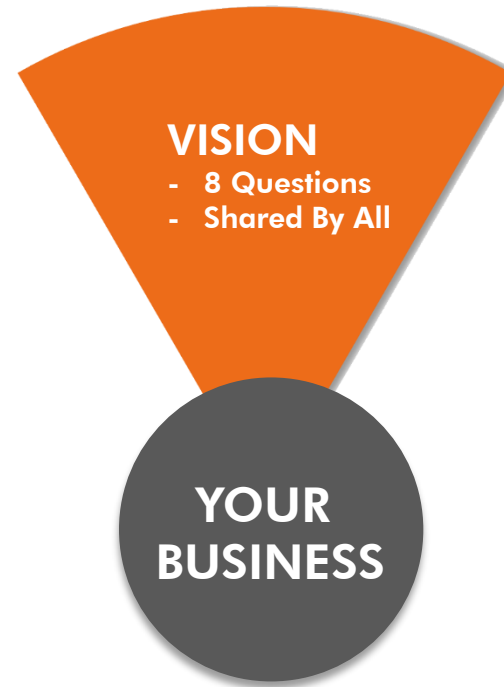 VISION
- 8 Questions
- Shared By All
YOUR
BUSINESS